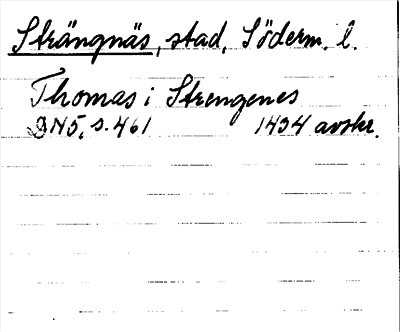 Strängnäs, stad, Söderm. l.
Thomas i Strengenes
DN5, s. 461 1434 avskr.